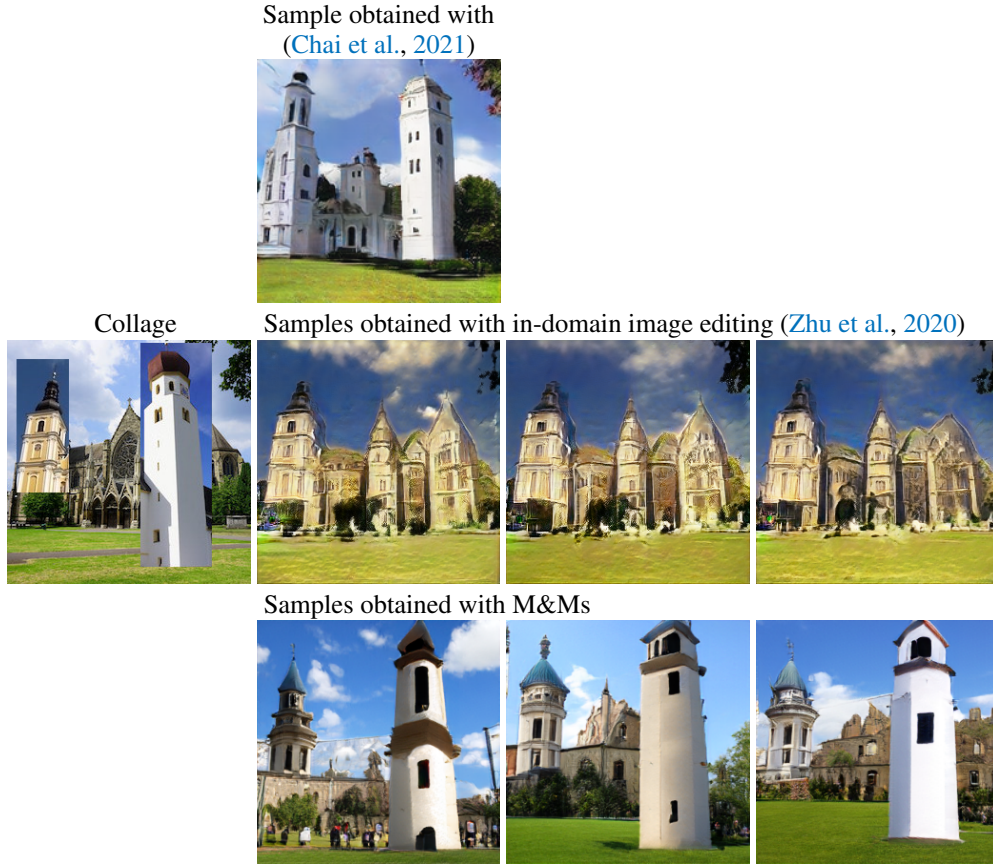 Sample obtained with
(Chai et al., 2021)
Collage
Samples obtained with in-domain image editing (Zhu et al., 2020)
Samples obtained with M&Ms